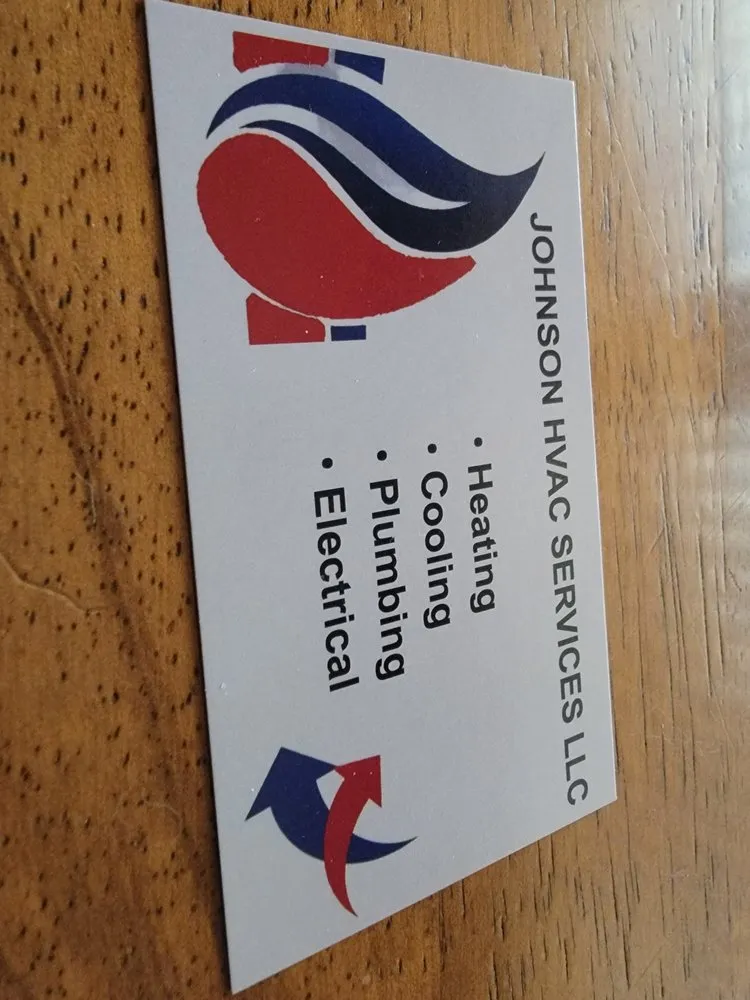 JOHNSON HVAC SERVICES LLC
• Heating
• Cooling
• Plumbing
• Electrical